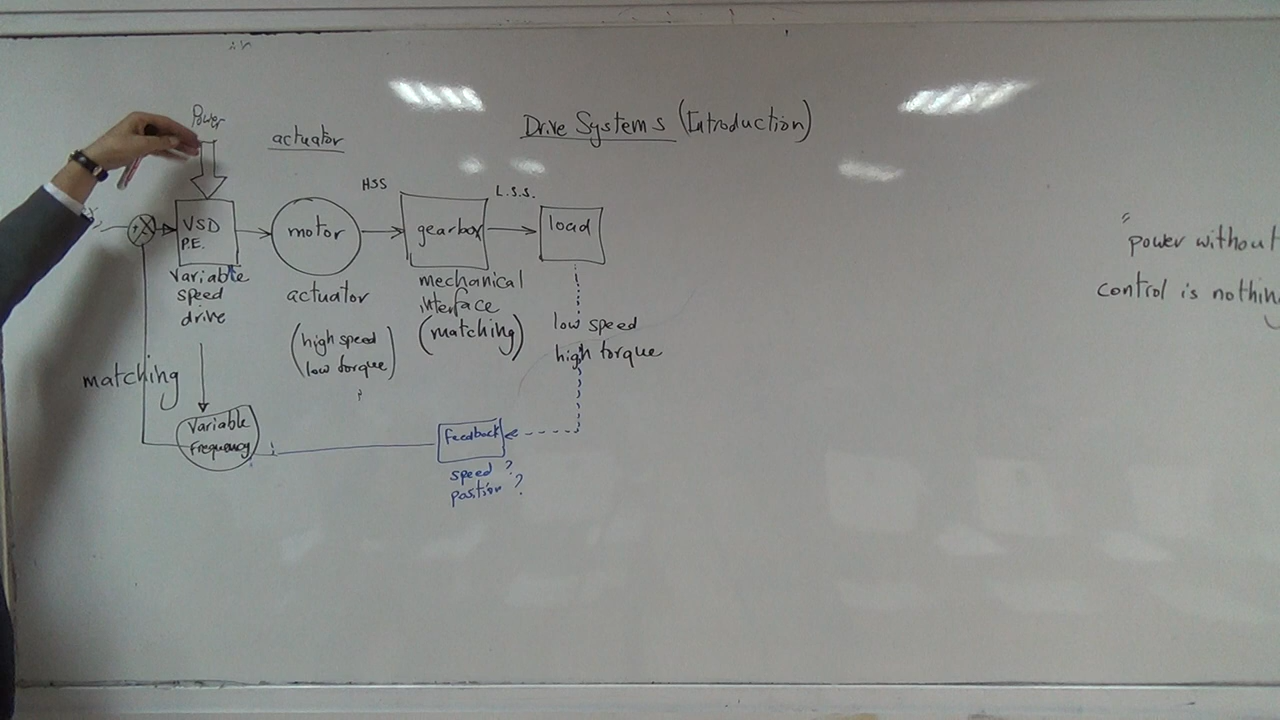 Drive Systems (Introduction)
Power
actuator
HSS
L.S.S.
VSD
P.E.
motor
gearbox
load
Variable
speed
drive
actuator
(high speed
low torque)
mechanical
interface
(matching)
low speed
high torque
matching
Variable
frequency
feedback
speed ?
position ?
" power without
control is nothin